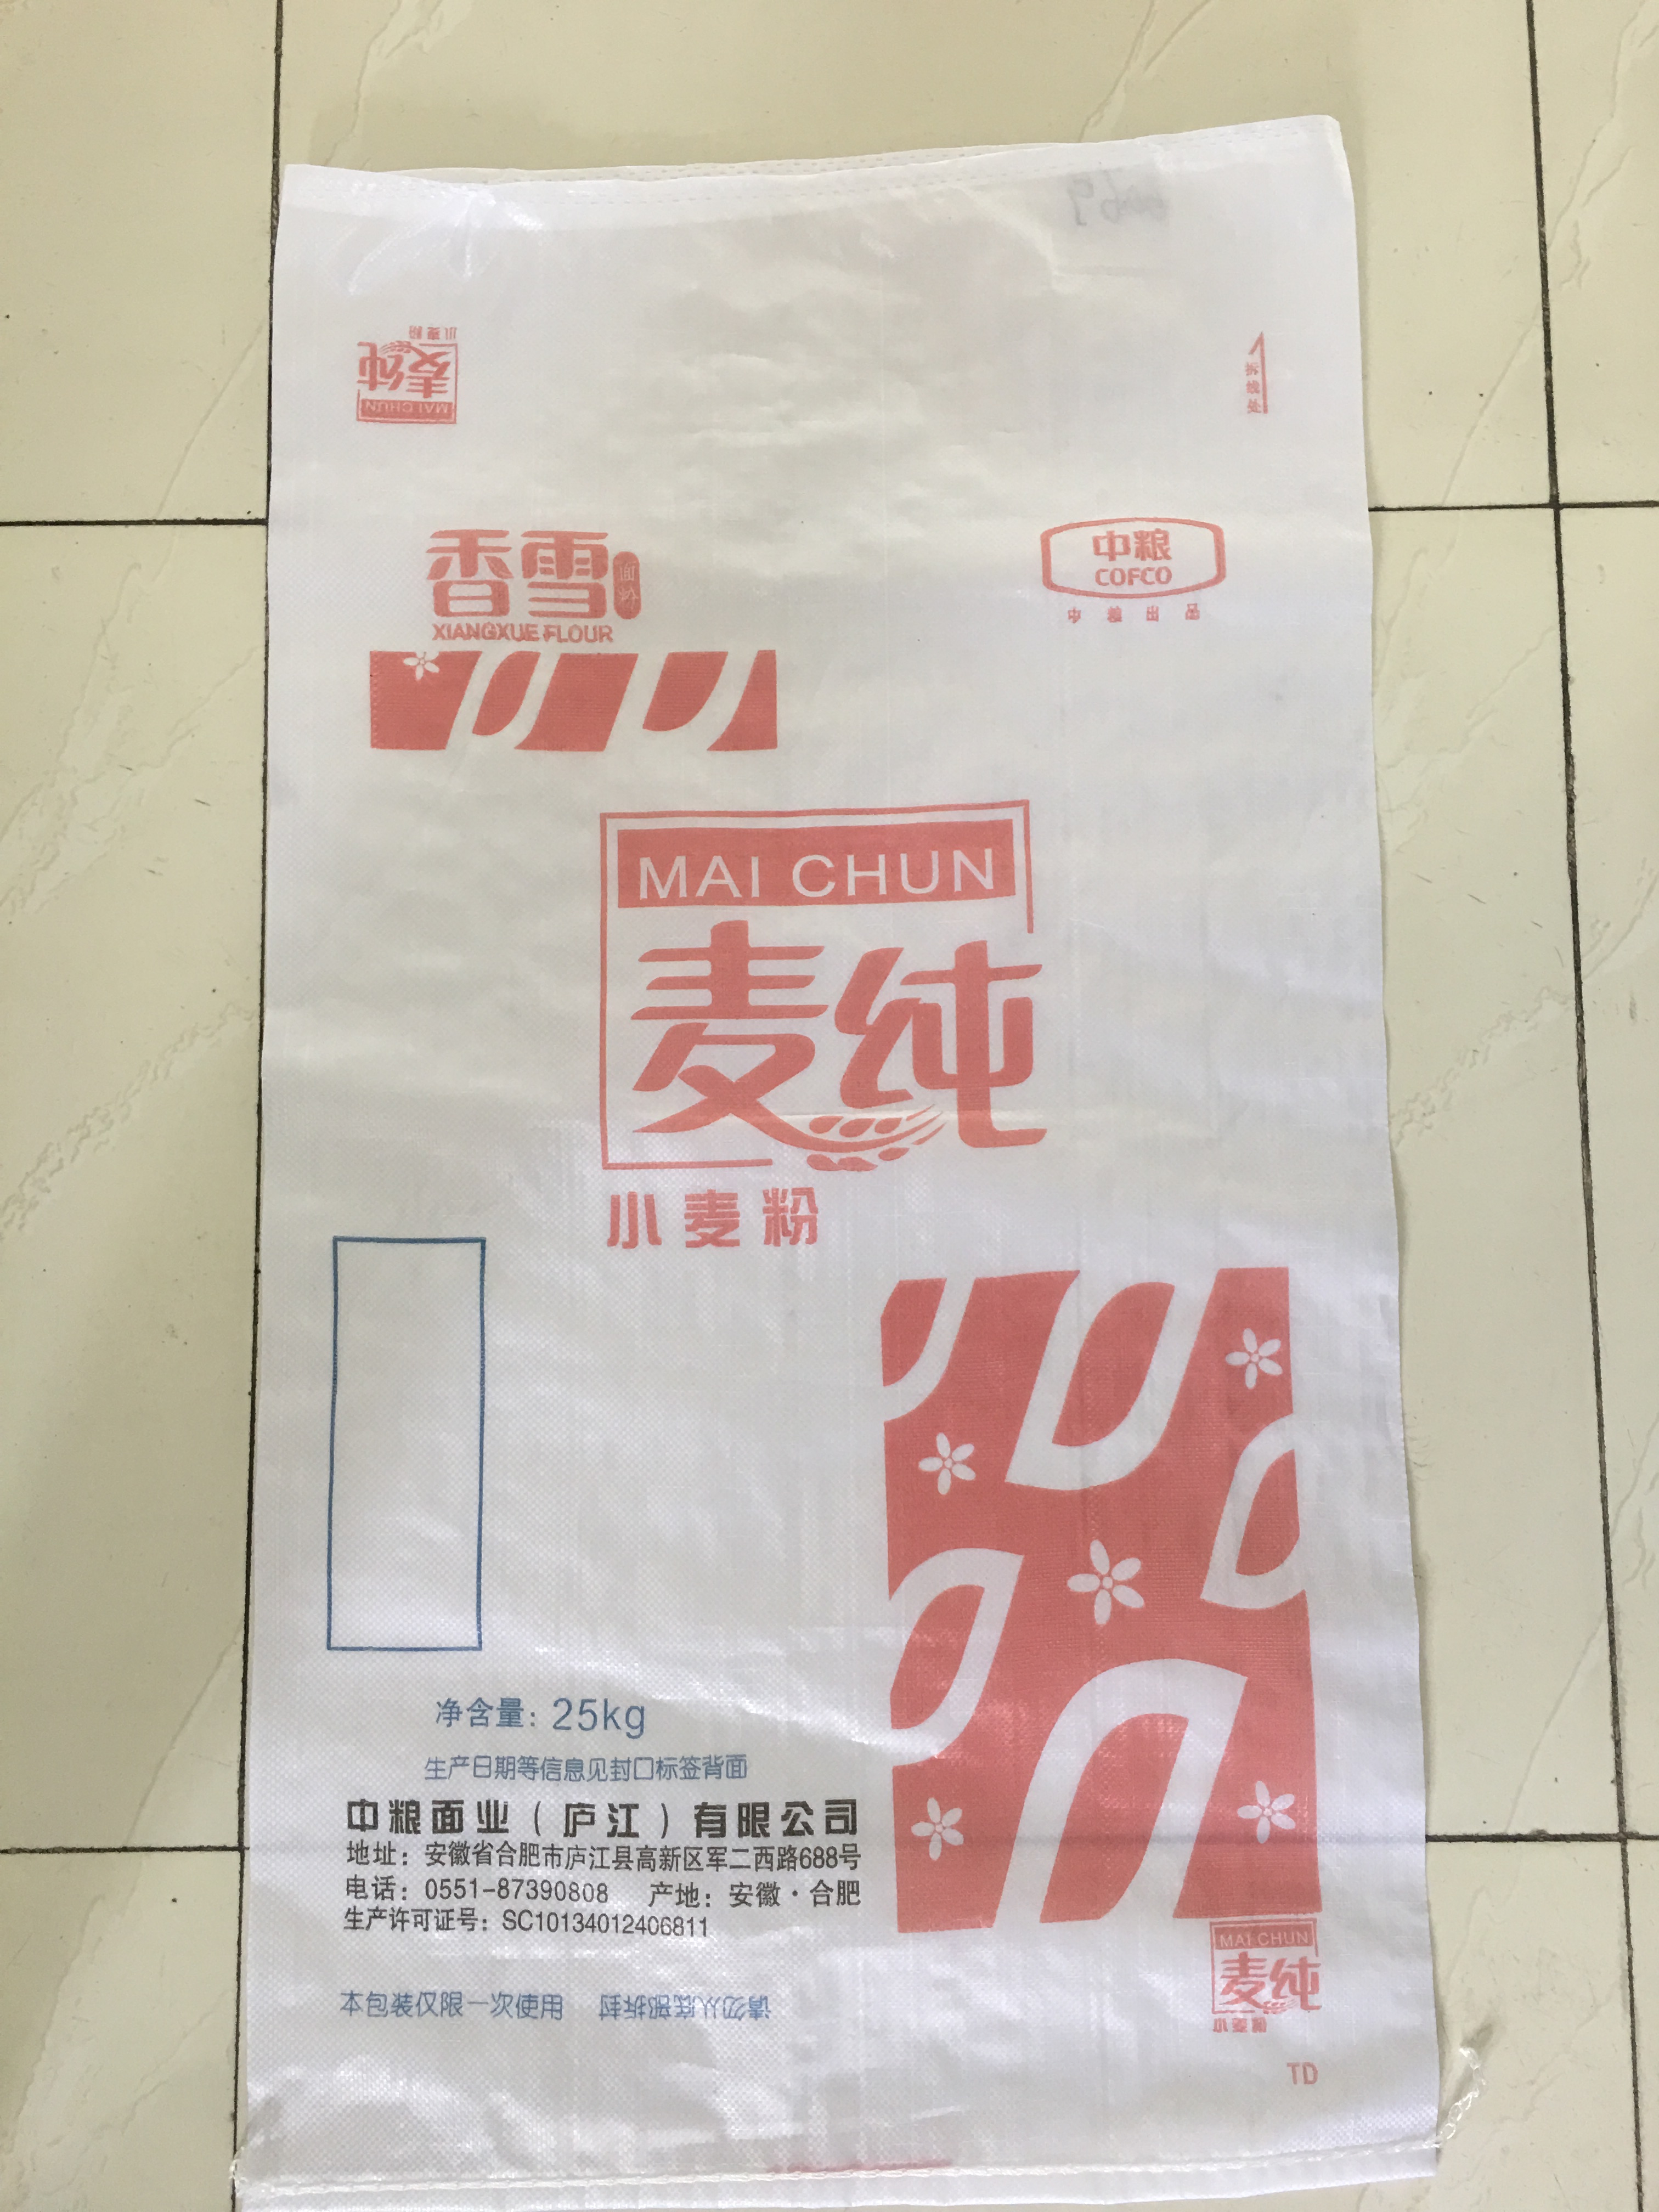 小麦粉
麦纯
MAI CHUN
拆线处
香雪
面粉
XIANGXUE FLOUR
中粮
COFCO
中粮出品
MAI CHUN
麦纯
小麦粉
净含量：25kg
生产日期等信息见封口标签背面
中粮面业（庐江）有限公司
地址：安徽省合肥市庐江县高新区军二西路688号
电话：0551-87390808 产地：安徽·合肥
生产许可证号：SC10134012406811
本包装仅限一次使用 请勿从底部拆封
MAI CHUN
麦纯
小麦粉
TD